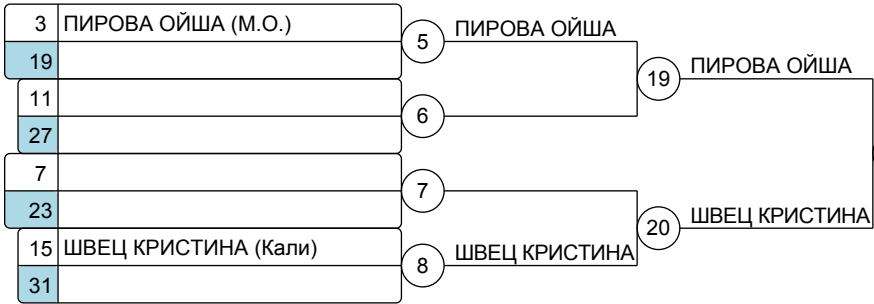 3 ПИРОВА ОЙША (М.О.)
19
5 ПИРОВА ОЙША
19 ПИРОВА ОЙША
11
27
6
7
23
7
20 ШВЕЦ КРИСТИНА
15 ШВЕЦ КРИСТИНА (Кали)
31
8 ШВЕЦ КРИСТИНА